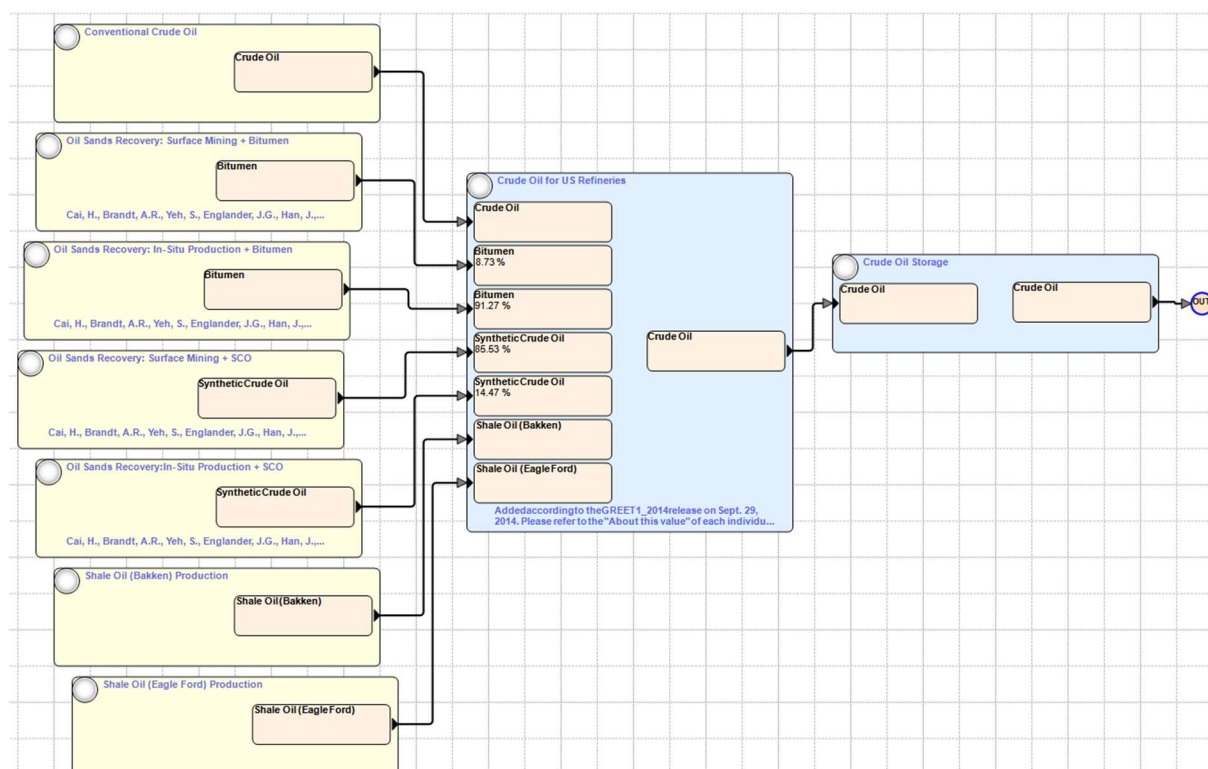 Conventional Crude Oil
Crude Oil
Oil Sands Recovery: Surface Mining + Bitumen
Bitumen
Cai, H., Brandt, A.R., Yeh, S., Englander, J.G., Han, J.,...
Oil Sands Recovery: In-Situ Production + Bitumen
Bitumen
Cai, H., Brandt, A.R., Yeh, S., Englander, J.G., Han, J.,...
Oil Sands Recovery: Surface Mining + SCO
Synthetic Crude Oil
Cai, H., Brandt, A.R., Yeh, S., Englander, J.G., Han, J.,...
Oil Sands Recovery:In-Situ Production + SCO
Synthetic Crude Oil
Cai, H., Brandt, A.R., Yeh, S., Englander, J.G., Han, J.,...
Shale Oil (Bakken) Production
Shale Oil (Bakken)
Shale Oil (Eagle Ford) Production
Shale Oil (Eagle Ford)
Crude Oil for US Refineries
Crude Oil
Bitumen
8.73 %
Bitumen
91.27 %
Synthetic Crude Oil
85.53 %
Synthetic Crude Oil
14.47 %
Shale Oil (Bakken)
Shale Oil (Eagle Ford)
Crude Oil
Added according to the GREET1_2014 release on Sept. 29,
2014. Please refer to the "About this value" of each individu...
Crude Oil Storage
Crude Oil
Crude Oil
OUT